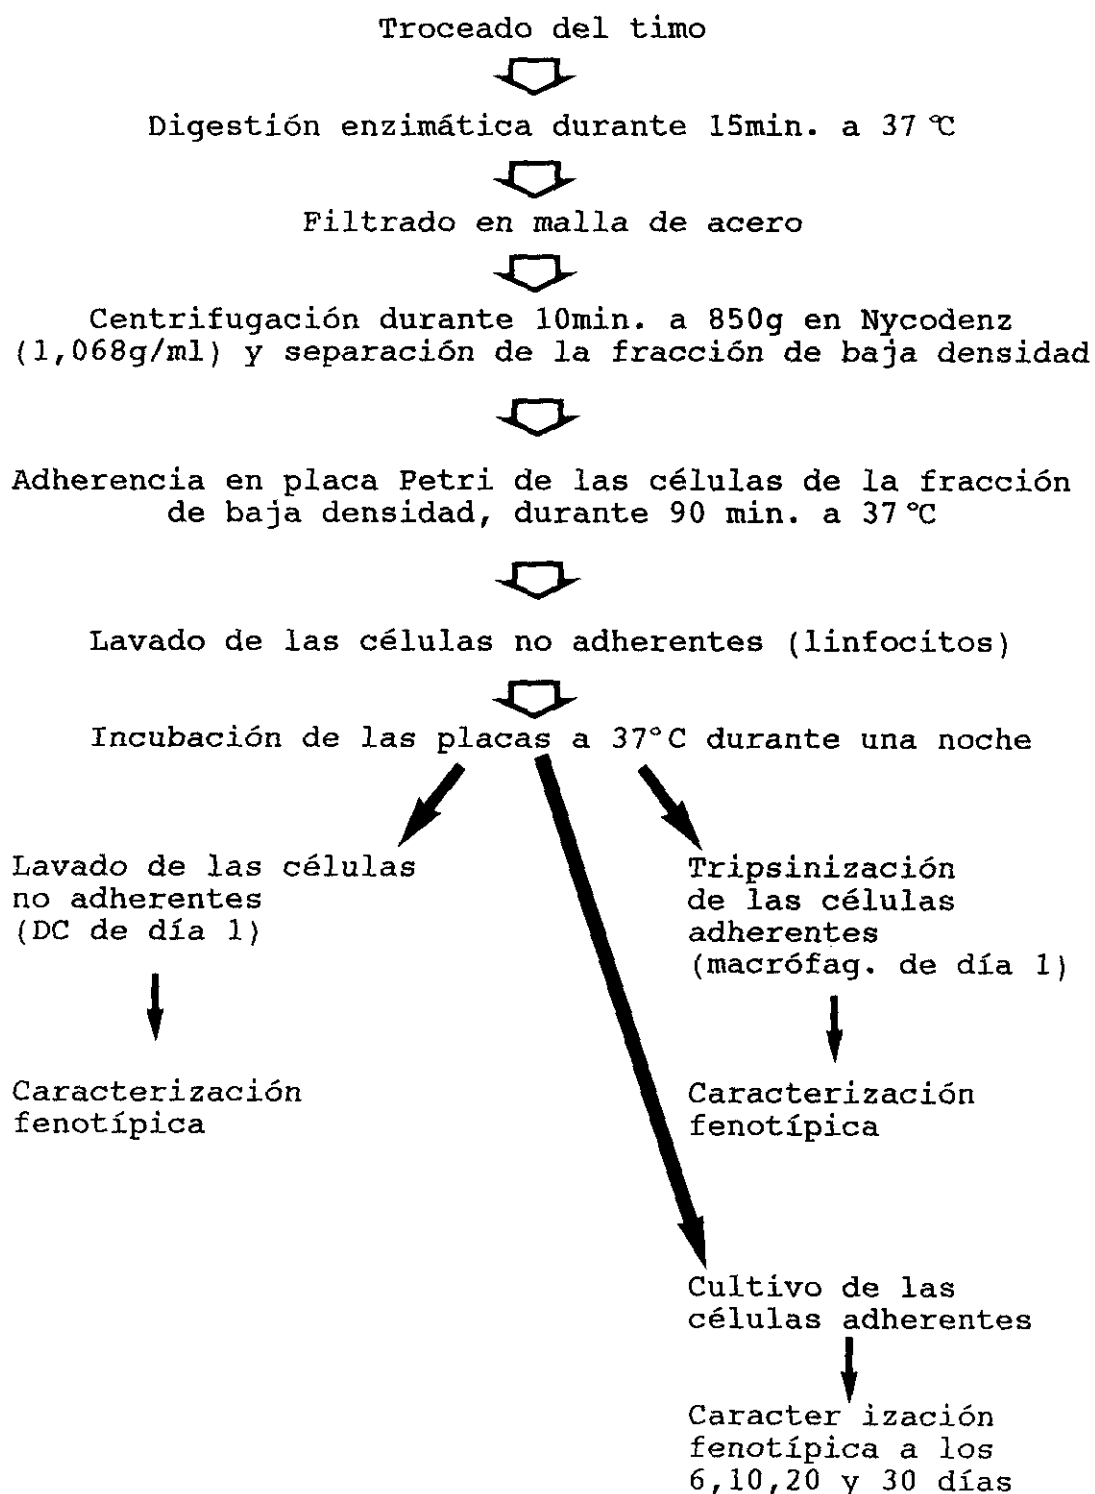 Troceado del timo
Digestión enzimática durante 15min. a 37 °C
Filtrado en malla de acero
Centrifugación durante 10min. a 850g en Nycodenz
(1,068g/ml) y separación de la fracción de baja densidad
Adherencia en placa Petri de las células de la fracción
de baja densidad, durante 90 min. a 37 °C
Lavado de las células no adherentes (linfocitos)
Incubación de las placas a 37°C durante una noche
Lavado de las células
no adherentes
(DC de día 1)
Caracterización
fenotípica
Tripsinización
de las células
adherentes
(macrófag. de día 1)
Caracterización
fenotípica
Cultivo de las
células adherentes
Caracter ización
fenotípica a los
6,10,20 y 30 días